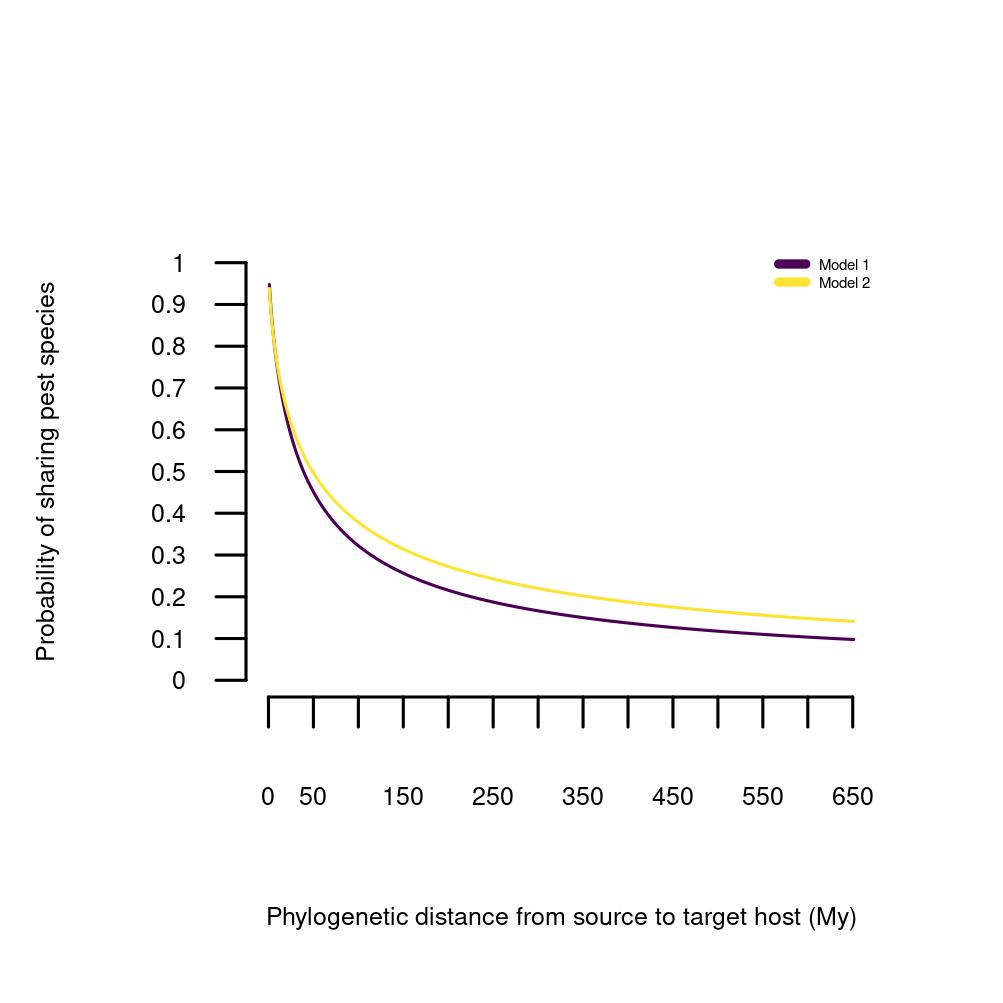 Model 1
Model 2
Probability of sharing pest species
1
0.9
0.8
0.7
0.6
0.5
0.4
0.3
0.2
0.1
0
0 50 150 250 350 450 550 650
Phylogenetic distance from source to target host (My)